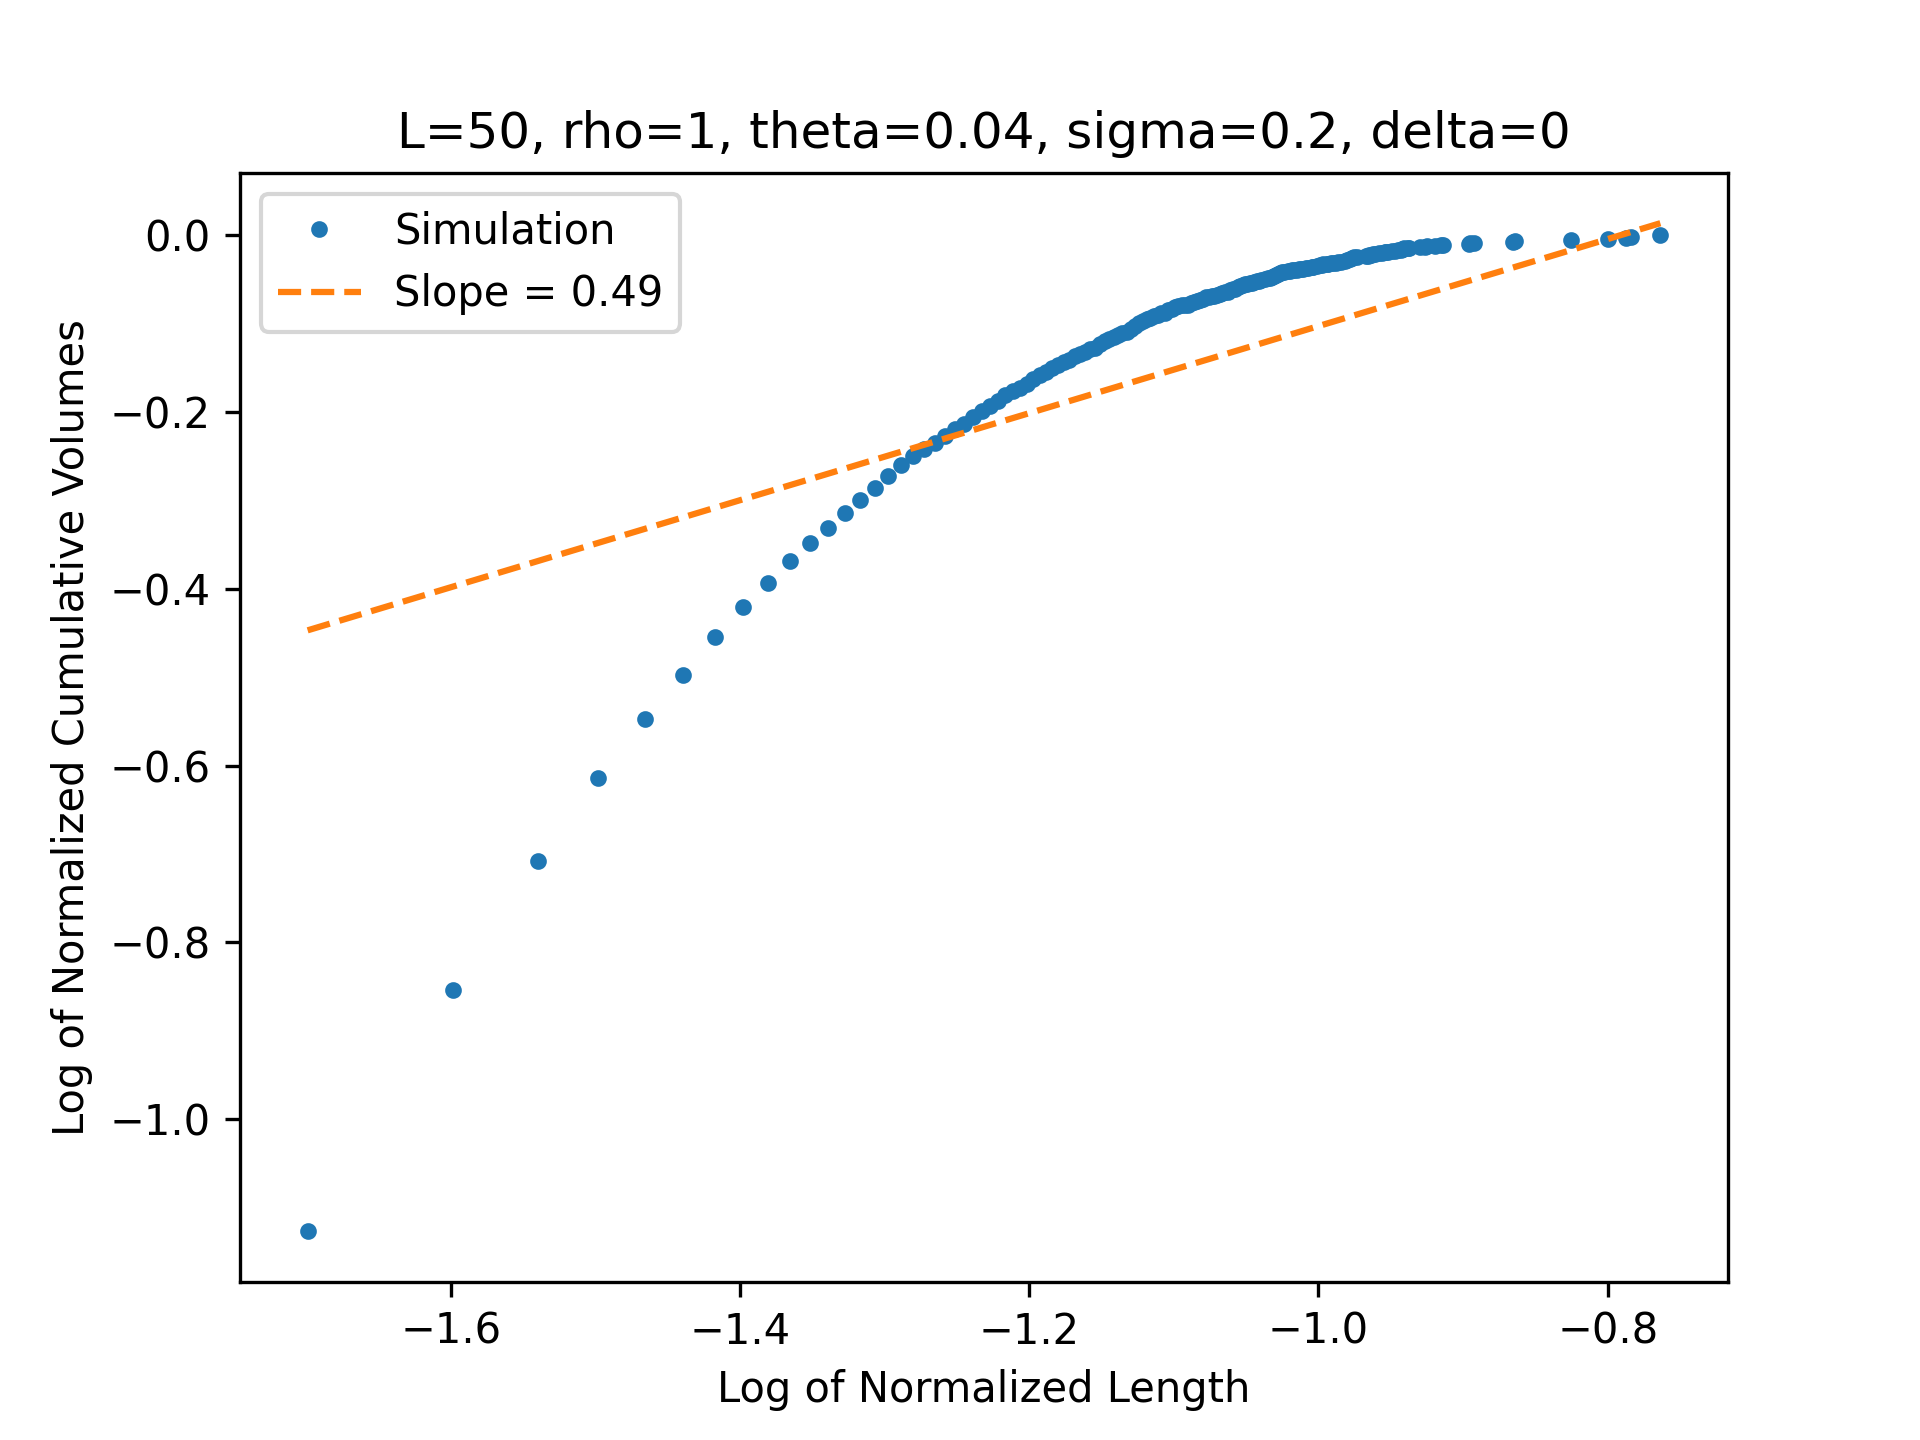 L=50, rho=1, theta=0.04, sigma=0.2, delta=0
Simulation
Slope = 0.49
Log of Normalized Cumulative Volumes
0.0
−0.2
−0.4
−0.6
−0.8
−1.0
−1.6
−1.4
−1.2
−1.0
−0.8
Log of Normalized Length